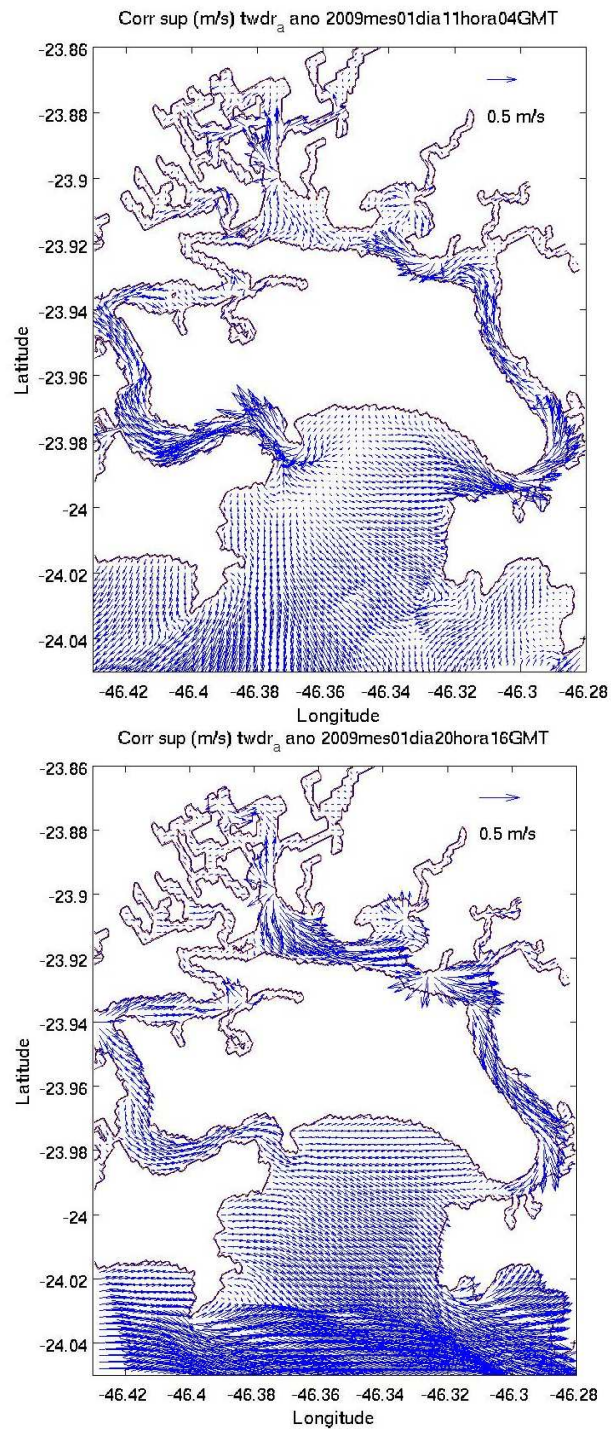 Corr sup (m/s) twdr_a ano 2009mes01dia11hora04GMT
-23.86
-23.88
-23.9
-23.92
-23.94
-23.96
-23.98
-24
-24.02
-24.04
Latitude
0.5 m/s
-46.42 -46.4 -46.38 -46.36 -46.34 -46.32 -46.3 -46.28
Longitude
Corr sup (m/s) twdr_a ano 2009mes01dia20hora16GMT
-23.86
-23.88
-23.9
-23.92
-23.94
-23.96
-23.98
-24
-24.02
-24.04
Latitude
0.5 m/s
-46.42 -46.4 -46.38 -46.36 -46.34 -46.32 -46.3 -46.28
Longitude